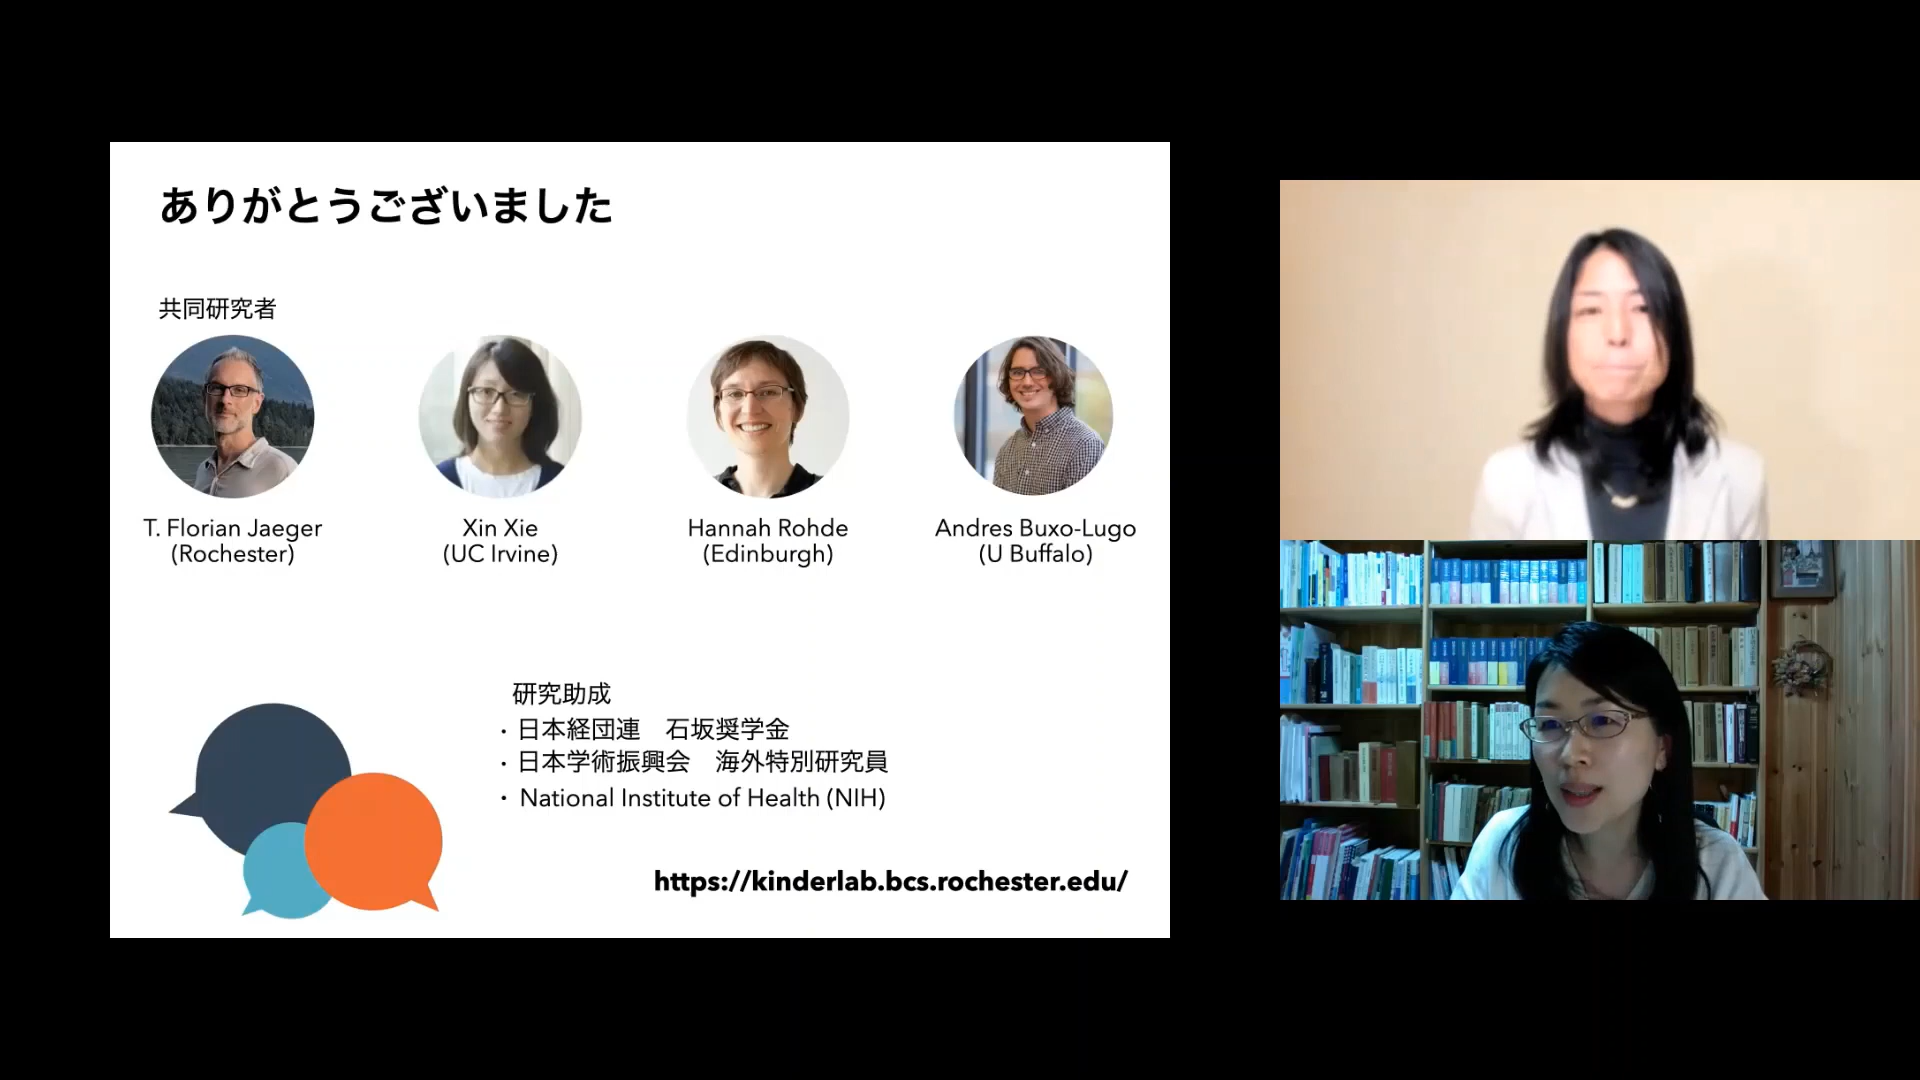 ありがとうございました
共同研究者
T. Florian Jaeger
(Rochester)
Xin Xie
(UC Irvine)
Hannah Rohde
(Edinburgh)
Andres Buxo-Lugo
(U Buffalo)
研究助成
・日本経団連　石坂奨学金
・日本学術振興会　海外特別研究員
・National Institute of Health (NIH)
https://kinderlab.bcs.rochester.edu/